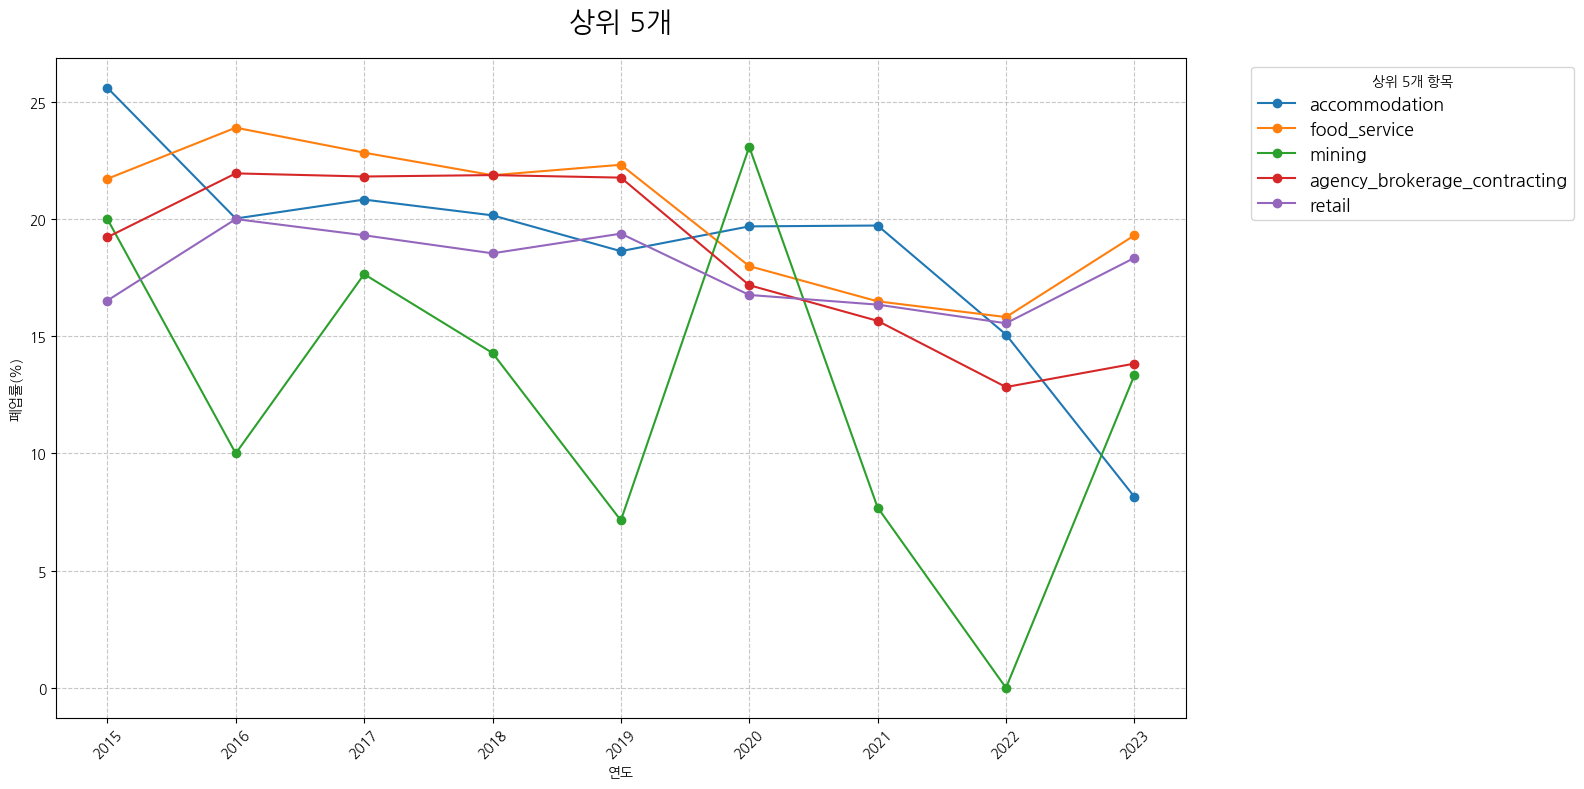 상위 5개
상위 5개 항목
accommodation
food_service
mining
agency_brokerage_contracting
retail
폐업률(%)
25
20
15
10
5
0
2015
2016
2017
2018
2019
2020
2021
2022
2023
연도